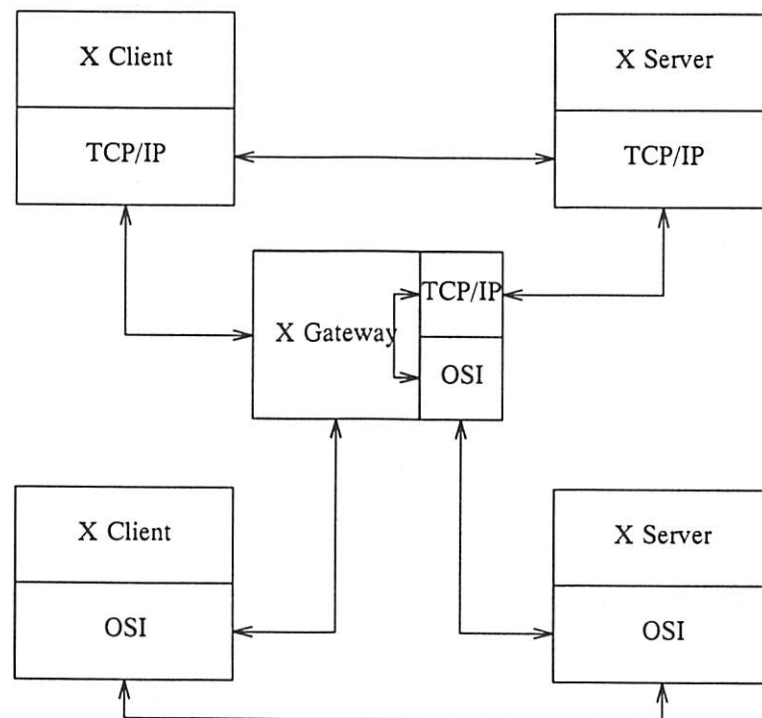 X Client
X Server
TCP/IP
TCP/IP
X Gateway
TCP/IP
OSI
X Client
X Server
OSI
OSI